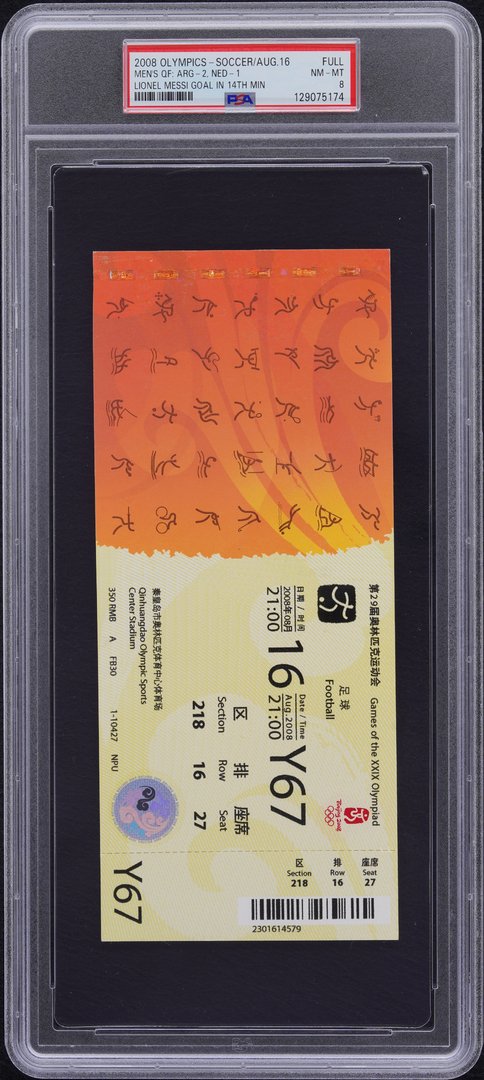 2008 OLYMPICS - SOCCER/AUG.16 FULL
MEN'S QF: ARG - 2, NED - 1 NM - MT
LIONEL MESSI GOAL IN 14TH MIN 8
PSA 129075174
第29届奥林匹克运动会 Games of the XXIX Olympiad
Beijing 2008
足球
Football
日期 / 时间
2008年08月
21:00
16
Date / Time
Aug.2008
21:00
Y67
区 排 座席
Section Row Seat
218 16 27
秦皇岛市奥林匹克体育中心体育场
Qinhuangdao Olympic Sports
Center Stadium
350 RMB A FB30 1-10427 NPU
区 排 座席
Section Row Seat
218 16 27
2301614579
Y67